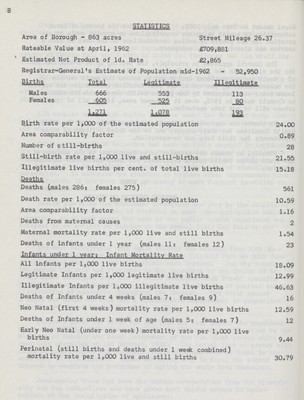 8
STATISTICS
Area of Borough - 863 acres Street Mileage 26.37
Rateable Value at April, 1962 £709,881
Estimated Net Product of 1d. Rate £2,865
Registrar-General's Estimate of Population mid-1962 - 52,950
Births Total Legitimate Illegitimate
Males 666 553 113
Females 605 525 80
1,271 1,078 193
Birth rate per 1,000 of the estimated population 24.00
Area comparability factor 0.89
Number of still-births 28
Still-birth rate per 1,000 live and still-births 21.55
Illegitimate live births per cent. of total live births 15.18
Deaths
Deaths (males 286; females 275) 561
Death rate per 1,000 of the estimated population 10.59
Area comparability factor 1.16
Deaths from maternal causes 2
Maternal mortality rate per 1,000 live and still births 1.54
Deaths of infants under 1 year (males 11; females 12) 23
Infants under 1 year: Infant Mortality Rate
All Infants per 1,000 live births 18.09
Legitimate Infants per 1,000 legitimate live births 12.99
Illegitimate Infants per 1,000 illegitimate live births 46.63
Deaths of Infants under 4 weeks (males 7; females 9) 16
Neo Natal (first 4 weeks) mortality rate per 1,000 live births 12.59
Deaths of Infants under 1 week of age (males 5; females 7) 12
Early Neo Natal (under one week) mortality rate per 1,000 live
births 9.44
Perinatal (still births and deaths under 1 week combined)
mortality rate per 1,000 live and still births 30.79